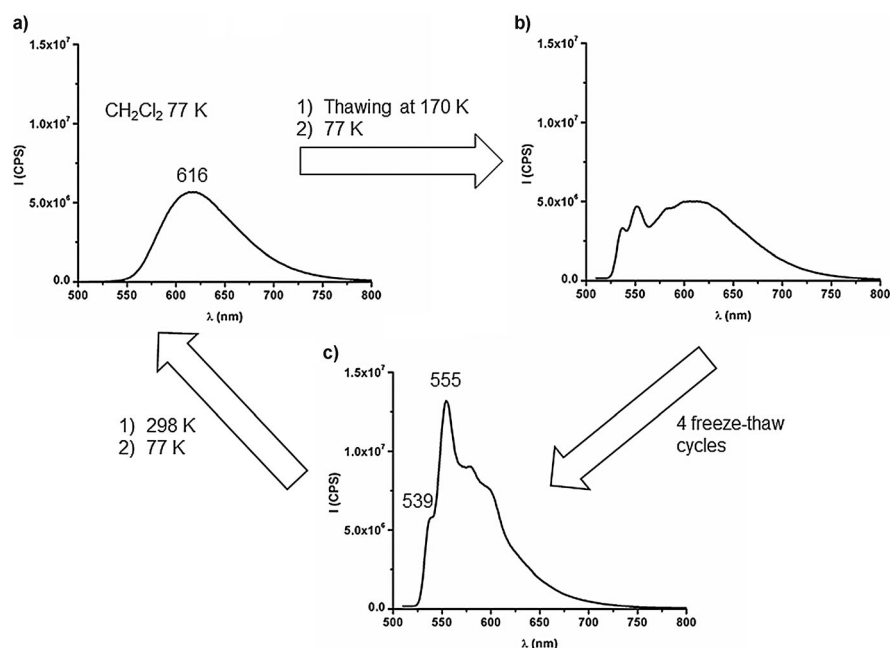 a)
1.5x10⁷
1.0x10⁷
5.0x10⁶
0.0
I (CPS)
CH₂Cl₂ 77 K
616
500 550 600 650 700 750 800
λ (nm)
1) Thawing at 170 K
2) 77 K
b)
1.5x10⁷
1.0x10⁷
5.0x10⁶
0.0
I (CPS)
500 550 600 650 700 750 800
λ (nm)
4 freeze-thaw
cycles
c)
1.5x10⁷
1.0x10⁷
5.0x10⁶
0.0
I (CPS)
555
539
500 550 600 650 700 750 800
λ (nm)
1) 298 K
2) 77 K